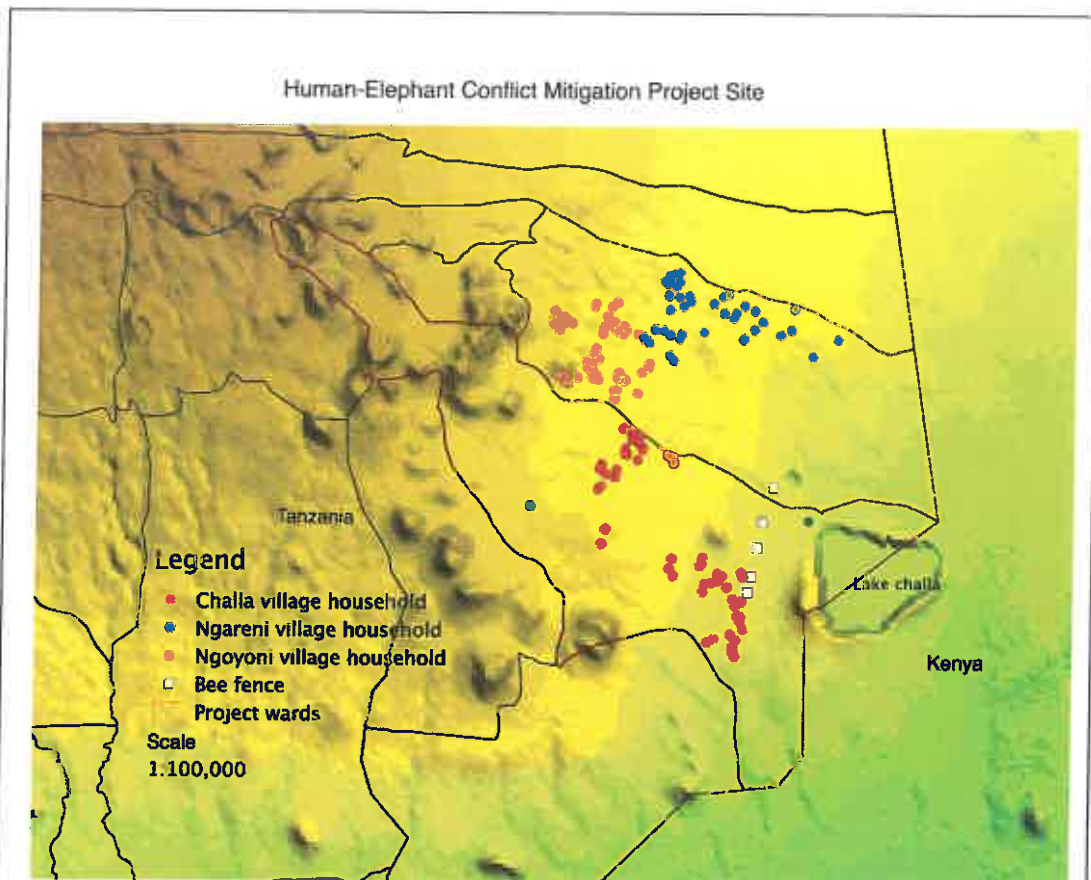 Human-Elephant Conflict Mitigation Project Site
Tanzania
Legend
Challa village household
Ngareni village household
Ngoyoni village household
Bee fence
Project wards
Scale
1:100,000
Lake challa
Kenya